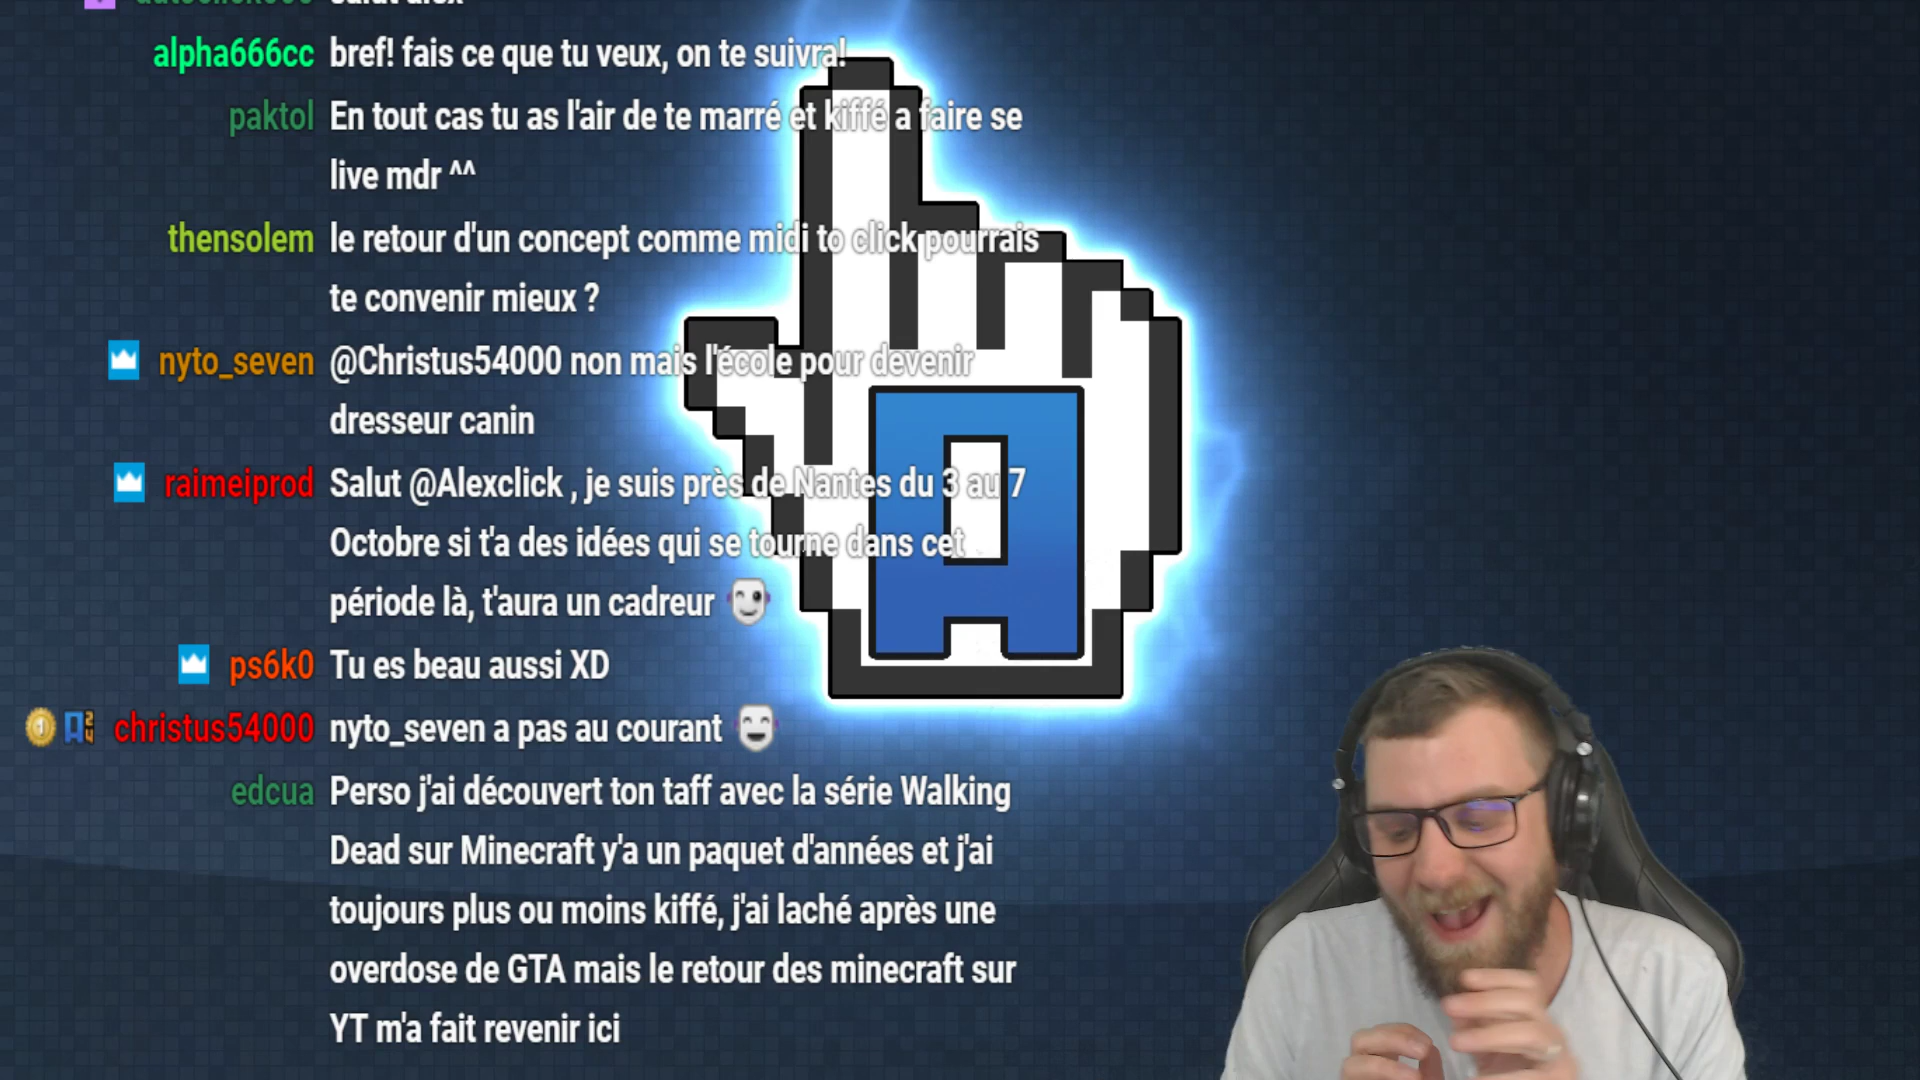 salut alex
alpha666cc bref! fais ce que tu veux, on te suivra!
paktol En tout cas tu as l'air de te marré et kiffé a faire se
live mdr ^^
thensolem le retour d'un concept comme midi to click pourrais
te convenir mieux ?
nyto_seven @Christus54000 non mais l'école pour devenir
dresseur canin
raimeiprod Salut @Alexclick , je suis près de Nantes du 3 au 7
Octobre si t'a des idées qui se tourne dans cet
période là, t'aura un cadreur
ps6k0 Tu es beau aussi XD
christus54000 nyto_seven a pas au courant
edcua Perso j'ai découvert ton taff avec la série Walking
Dead sur Minecraft y'a un paquet d'années et j'ai
toujours plus ou moins kiffé, j'ai laché après une
overdose de GTA mais le retour des minecraft sur
YT m'a fait revenir ici
A